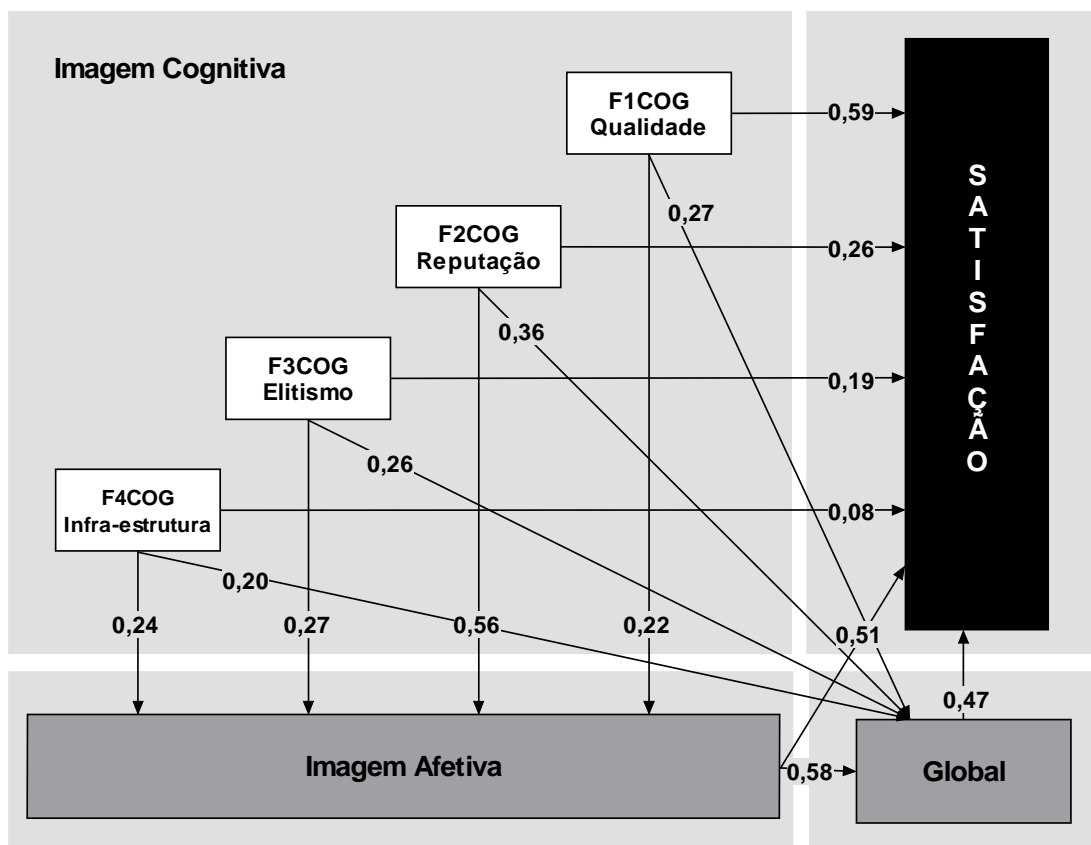 Imagem Cognitiva
F1COG
Qualidade
0,59
0,27
F2COG
Reputação
0,26
0,36
F3COG
Elitismo
0,19
0,26
F4COG
Infra-estrutura
0,08
0,20
0,24
0,27
0,56
0,22
0,51
S
A
T
I
S
F
A
Ç
Ã
O
0,47
Imagem Afetiva
0,58
Global